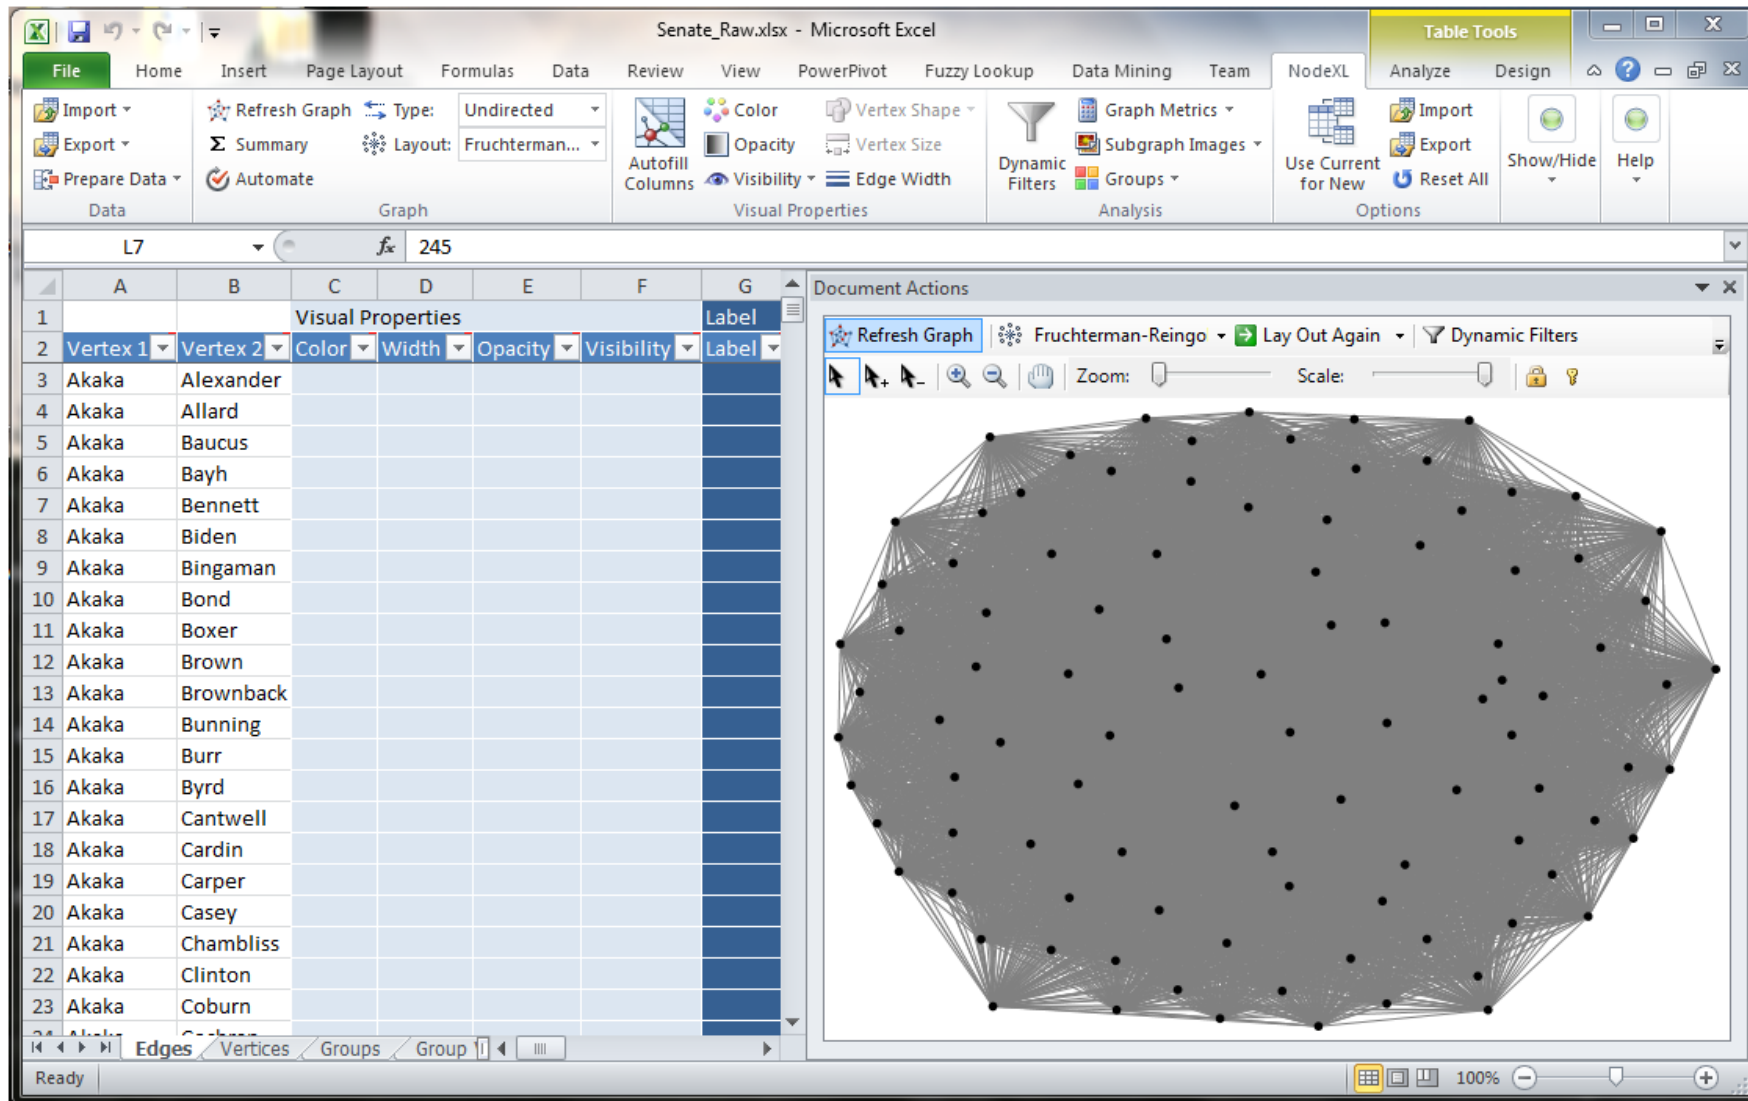 Senate_Raw.xlsx - Microsoft Excel
Table Tools
File Home Insert Page Layout Formulas Data Review View PowerPivot Fuzzy Lookup Data Mining Team NodeXL Analyze Design
Import Refresh Graph Type: Undirected Color Vertex Shape Graph Metrics Import
Export Summary Layout: Fruchterman... Opacity Vertex Size Subgraph Images Export
Autofill Columns Dynamic Filters Use Current for New Show/Hide Help
Prepare Data Automate Visibility Edge Width Groups Reset All
Data Graph Visual Properties Analysis Options
L7 fx 245
A B C D E F G
Document Actions
1 Visual Properties Label
2 Vertex 1 Vertex 2 Color Width Opacity Visibility Label
Refresh Graph Fruchterman-Reingo Lay Out Again Dynamic Filters
Zoom: Scale:
3 Akaka Alexander
4 Akaka Allard
5 Akaka Baucus
6 Akaka Bayh
7 Akaka Bennett
8 Akaka Biden
9 Akaka Bingaman
10 Akaka Bond
11 Akaka Boxer
12 Akaka Brown
13 Akaka Brownback
14 Akaka Bunning
15 Akaka Burr
16 Akaka Byrd
17 Akaka Cantwell
18 Akaka Cardin
19 Akaka Carper
20 Akaka Casey
21 Akaka Chambliss
22 Akaka Clinton
23 Akaka Coburn
Edges Vertices Groups Group
Ready 100%